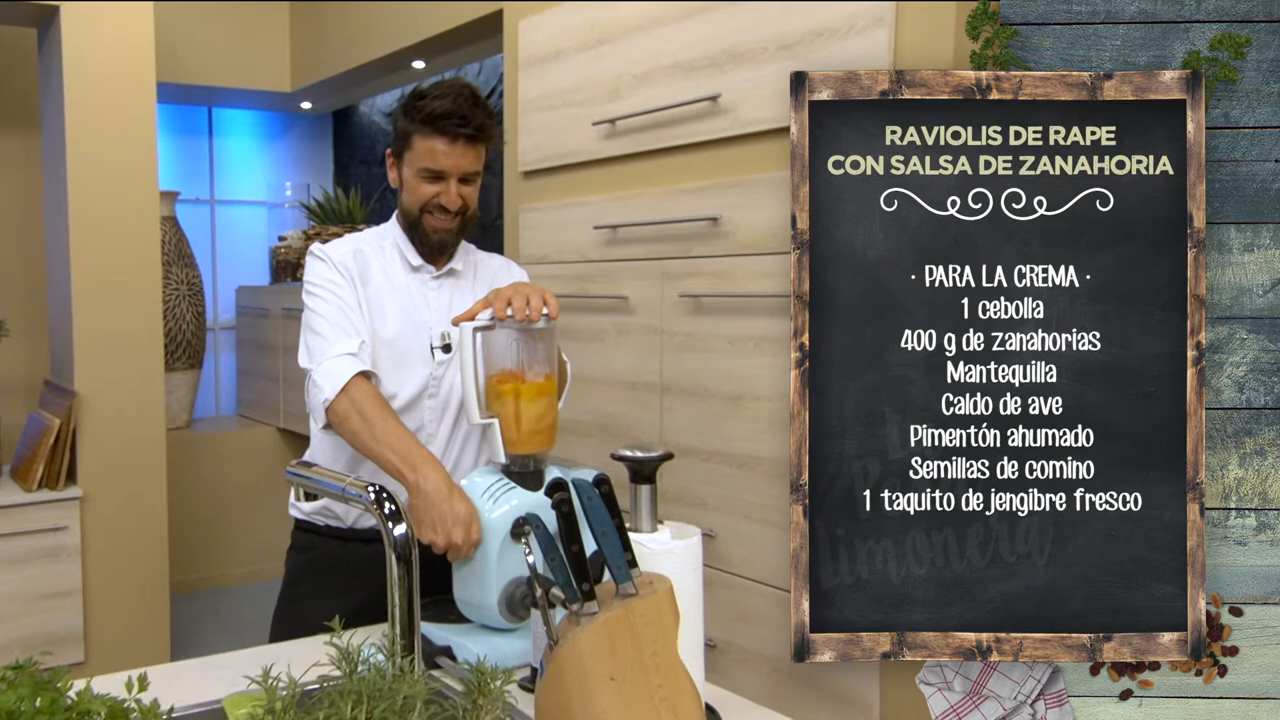 RAVIOLIS DE RAPE
CON SALSA DE ZANAHORIA
· PARA LA CREMA ·
1 cebolla
400 g de zanahorias
Mantequilla
Caldo de ave
Pimentón ahumado
Semillas de comino
1 taquito de jengibre fresco
limonera